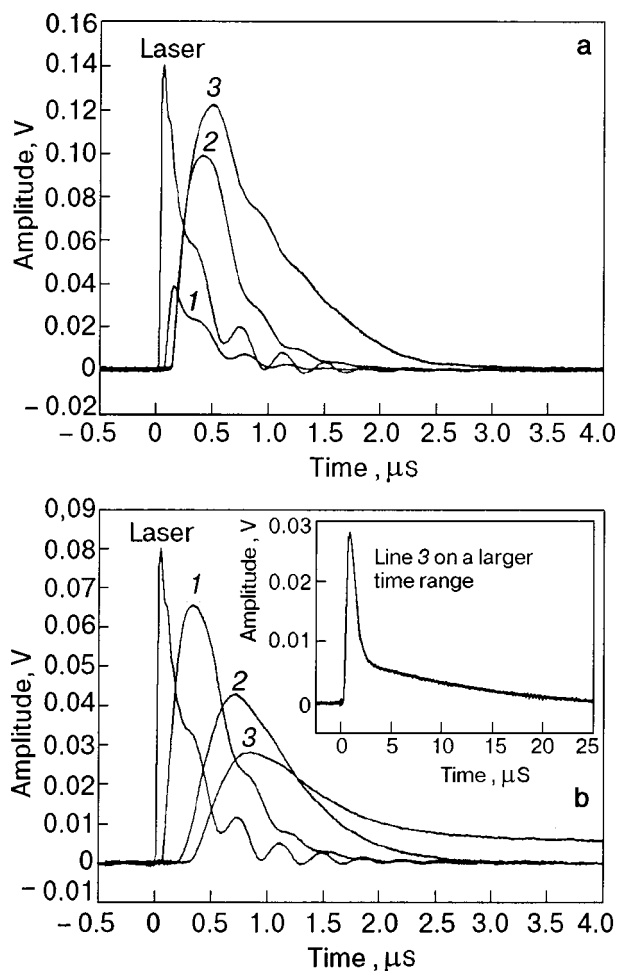 a
0.16
Laser
0.14
3
0.12
2
0.10
0.08
0.06
1
0.04
0.02
0
– 0.02
Amplitude, V
– 0.5 0 0.5 1.0 1.5 2.0 2.5 3.0 3.5 4.0
Time , μS
0,09
Laser
0.08
1
0.07
0.06
0.05
2
0.04
3
0.03
0.02
0.01
0
– 0.01
Amplitude, V
b
0.03
Line 3 on a larger
time range
0.02
0.01
0
Amplitude, V
0 5 10 15 20 25
Time , μS
– 0.5 0 0.5 1.0 1.5 2.0 2.5 3.0 3.5 4.0
Time , μS